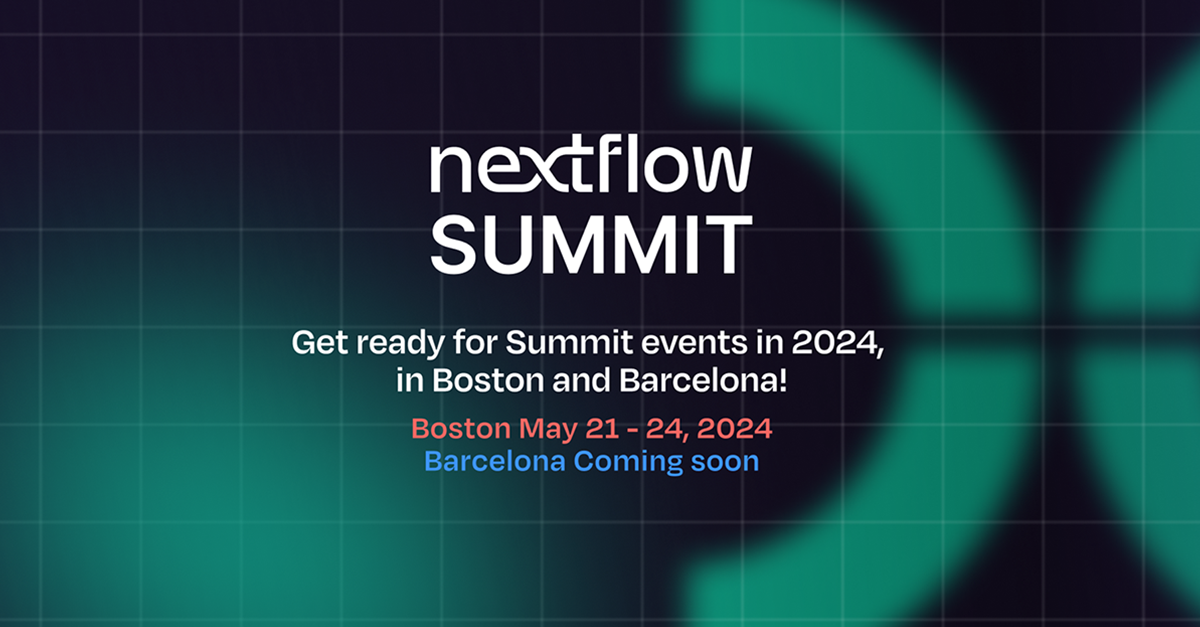 nextflow
SUMMIT
Get ready for Summit events in 2024,
in Boston and Barcelona!
Boston May 21 - 24, 2024
Barcelona Coming soon